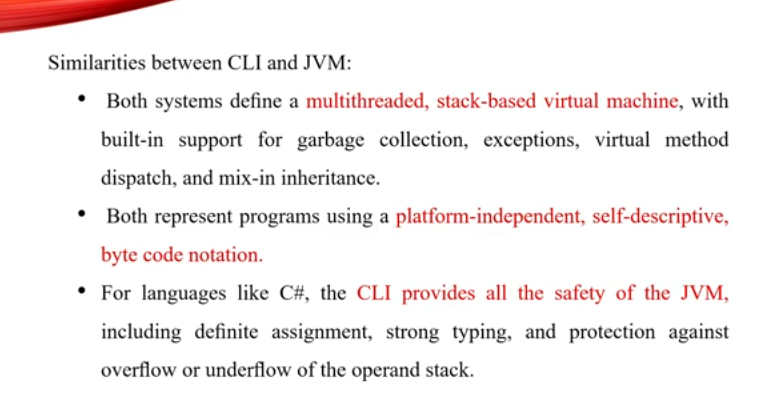 Similarities between CLI and JVM:
• Both systems define a multithreaded, stack-based virtual machine, with
built-in support for garbage collection, exceptions, virtual method
dispatch, and mix-in inheritance.
• Both represent programs using a platform-independent, self-descriptive,
byte code notation.
• For languages like C#, the CLI provides all the safety of the JVM,
including definite assignment, strong typing, and protection against
overflow or underflow of the operand stack.